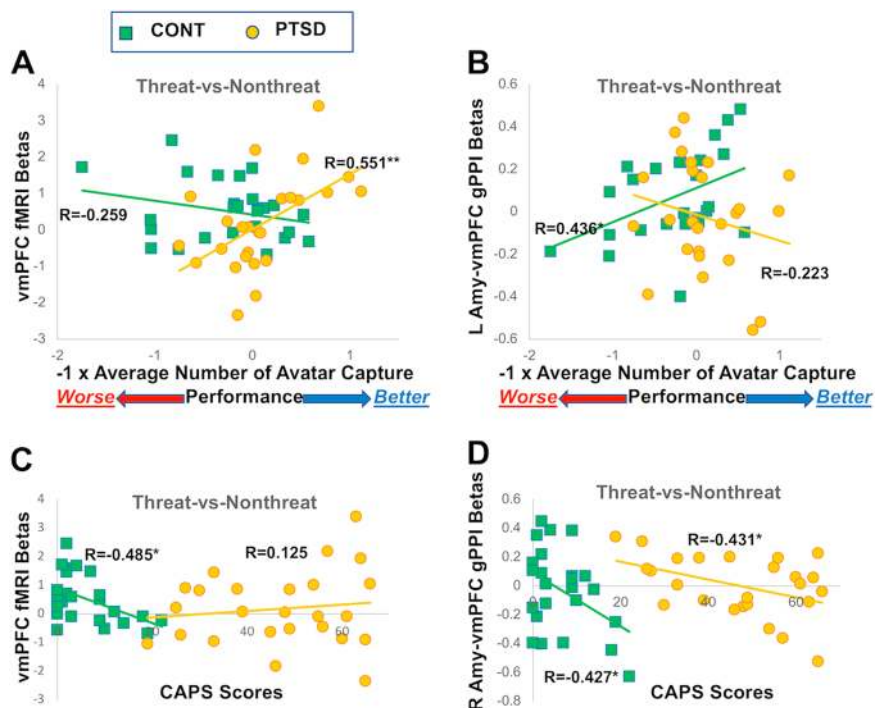 CONT PTSD
A
Threat-vs-Nonthreat
vmPFC fMRI Betas
4
3
2
1
0
-1
-2
-3
R=0.551**
R=-0.259
-2 -1 0 1
-1 x Average Number of Avatar Capture
Worse Performance Better
B
Threat-vs-Nonthreat
L Amy-vmPFC gPPI Betas
0.6
0.4
0.2
0
-0.2
-0.4
-0.6
R=0.436*
R=-0.223
-2 -1 0 1
-1 x Average Number of Avatar Capture
Worse Performance Better
C
Threat-vs-Nonthreat
vmPFC fMRI Betas
4
3
2
1
0
-1
-2
-3
R=-0.485*
R=0.125
40 60
CAPS Scores
D
Threat-vs-Nonthreat
R Amy-vmPFC gPPI Betas
0.6
0.4
0.2
0
-0.2
-0.4
-0.6
-0.8
R=-0.431*
0 20 40 60
R=-0.427*
CAPS Scores